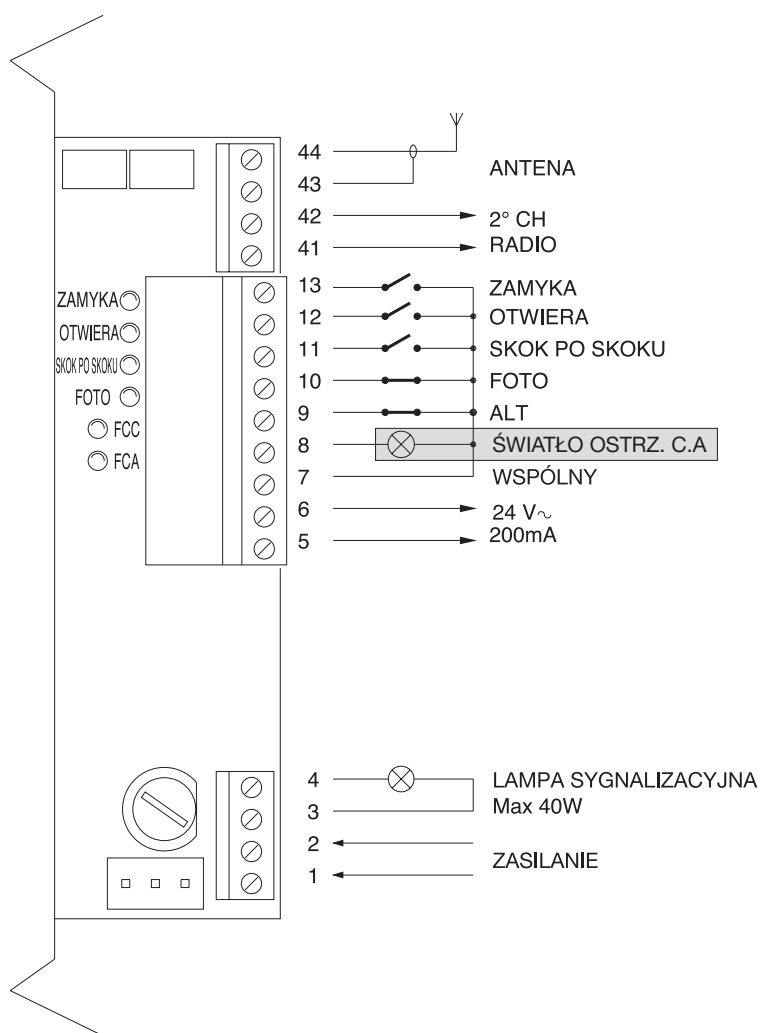 44
43
ANTENA
42
2° CH
41
RADIO
13
ZAMYKA
12
OTWIERA
11
SKOK PO SKOKU
10
FOTO
9
ALT
8
ŚWIATŁO OSTRZ. C.A
7
WSPÓLNY
6
24 V~
5
200mA
ZAMYKA
OTWIERA
SKOK PO SKOKU
FOTO
FCC
FCA
4
LAMPA SYGNALIZACYJNA
3
Max 40W
2
ZASILANIE
1